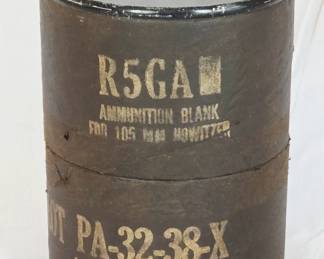 R5GA
AMMUNITION BLANK
FOR 105 MM HOWITZER
PA-32-38-X